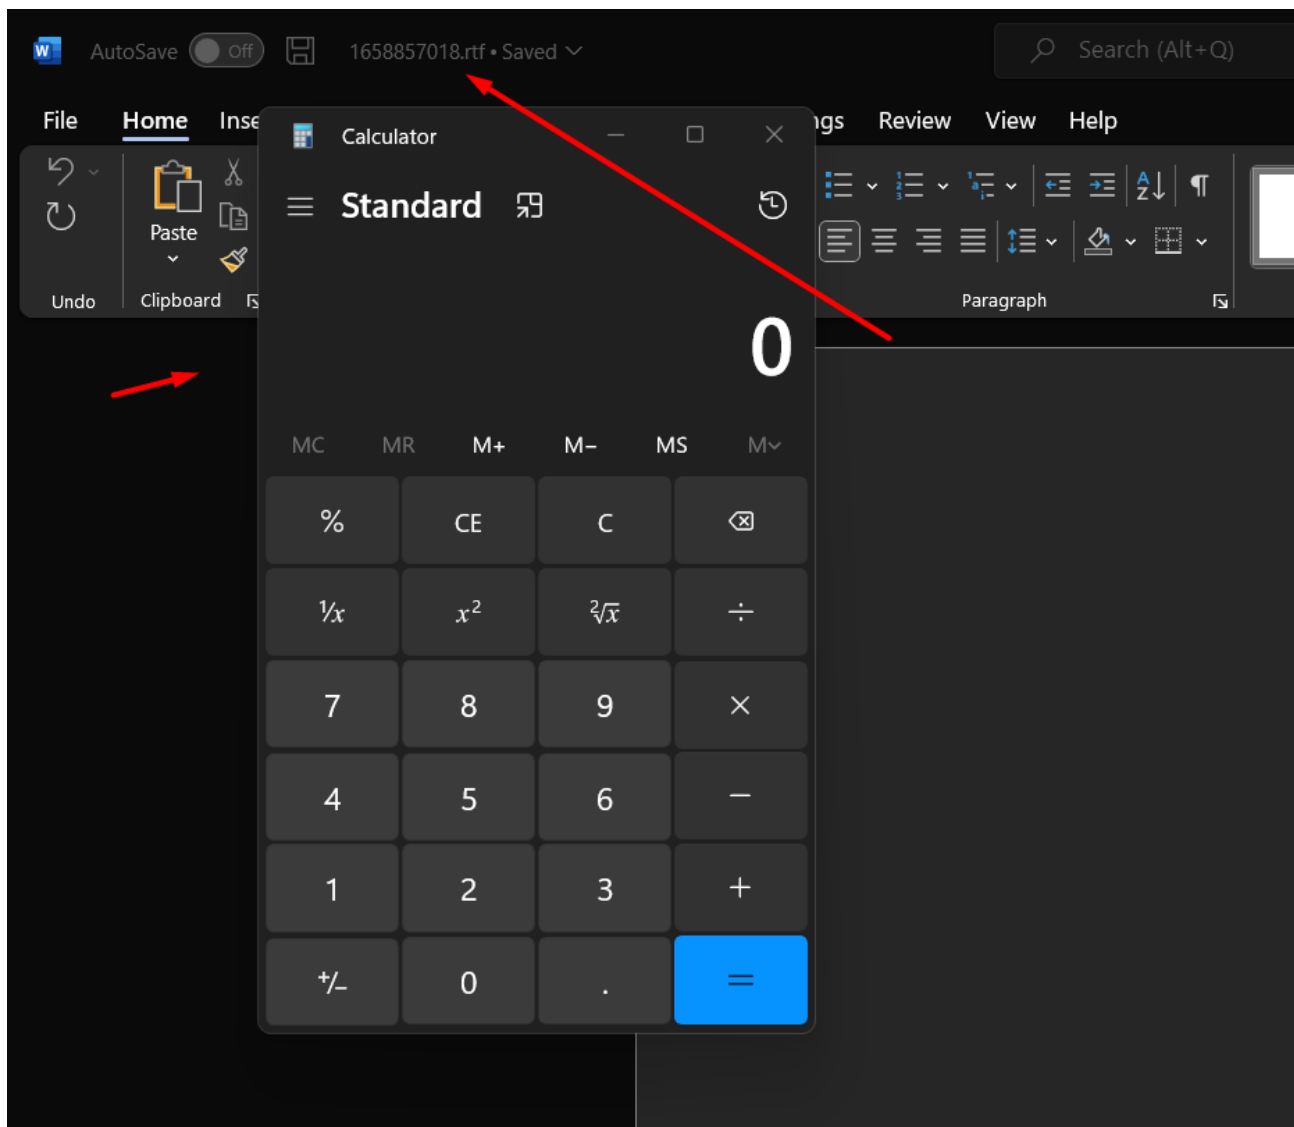 W AutoSave Off 1658857018.rtf • Saved Search (Alt+Q)
File Home Inse ngs Review View Help
Calculator
Standard
Paste
Undo Clipboard Paragraph
0
MC MR M+ M− MS M
% CE C
¹/x x² ²√x ÷
7 8 9 ×
4 5 6 −
1 2 3 +
+/− 0 . =